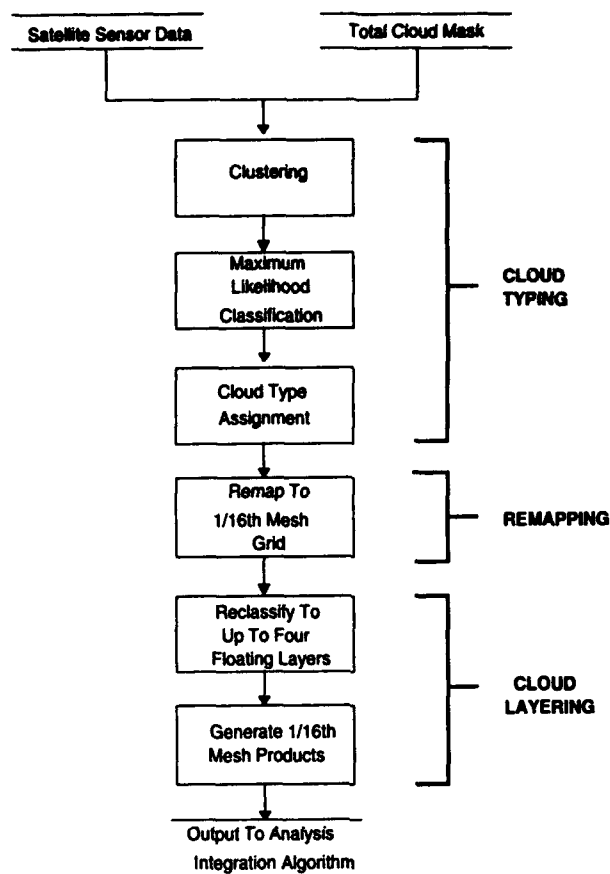 Satellite Sensor Data
Total Cloud Mask
Clustering
Maximum
Likelihood
Classification
CLOUD
TYPING
Cloud Type
Assignment
Remap To
1/16th Mesh
Grid
REMAPPING
Reclassify To
Up To Four
Floating Layers
CLOUD
LAYERING
Generate 1/16th
Mesh Products
Output To Analysis
Integration Algorithm